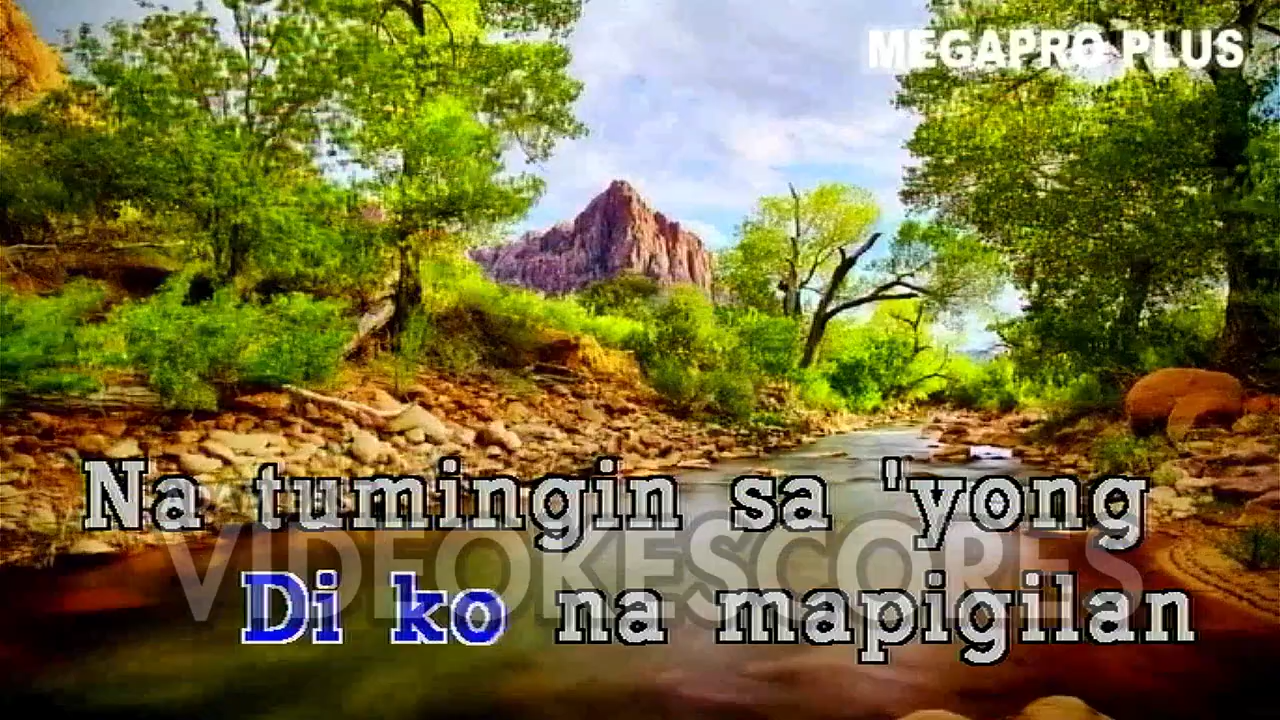 MEGAPRO PLUS
Na tumingin sa 'yong
VIDEOKESCORES
Di ko na mapigilan